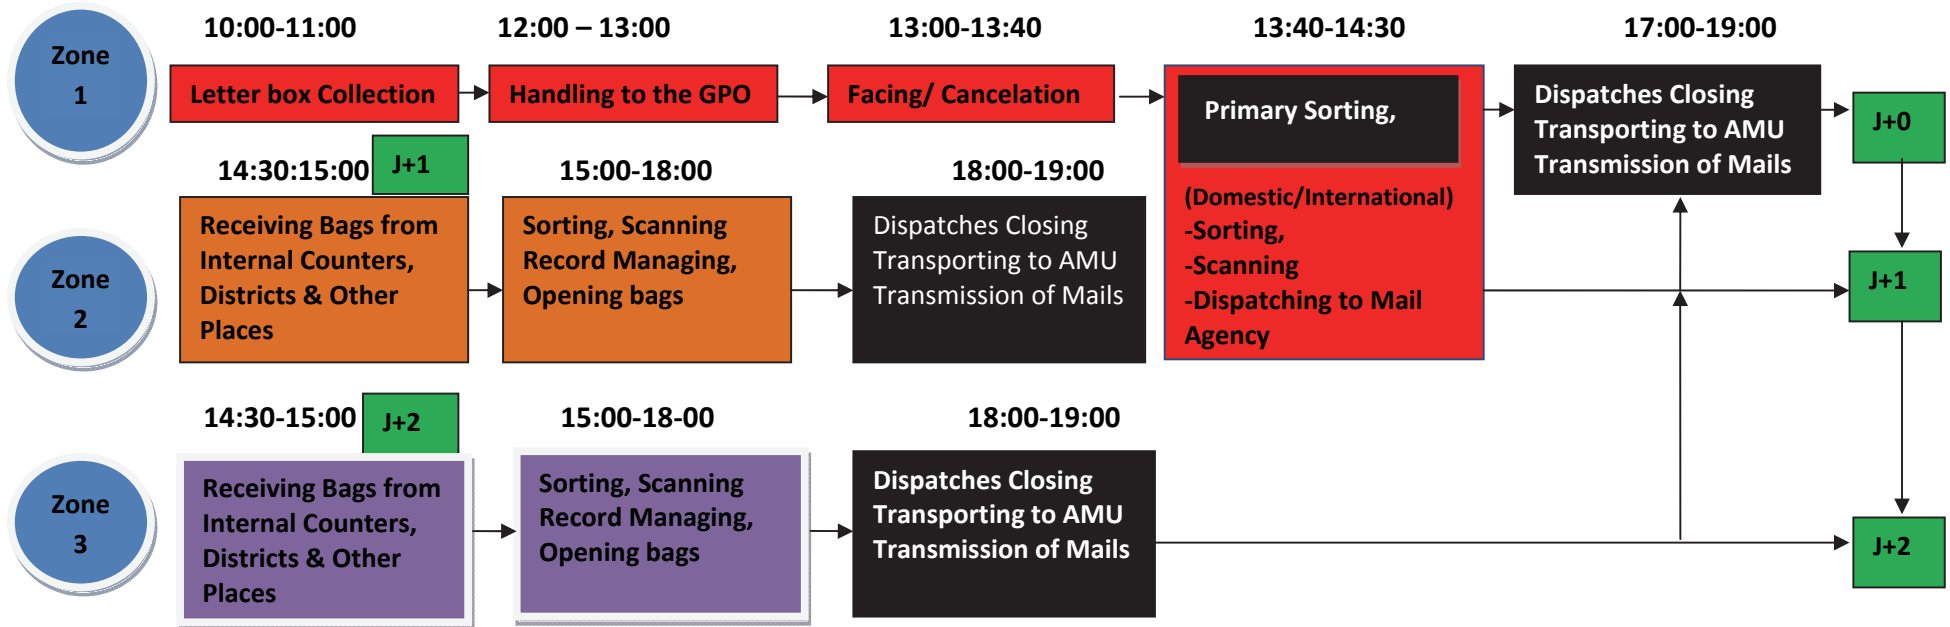 Zone
1
10:00-11:00
12:00 – 13:00
13:00-13:40
13:40-14:30
17:00-19:00
Letter box Collection
Handling to the GPO
Facing/ Cancelation
Primary Sorting,
(Domestic/International)
-Sorting,
-Scanning
-Dispatching to Mail
Agency
Dispatches Closing
Transporting to AMU
Transmission of Mails
J+0
Zone
2
14:30:15:00
J+1
15:00-18:00
18:00-19:00
Receiving Bags from
Internal Counters,
Districts & Other
Places
Sorting, Scanning
Record Managing,
Opening bags
Dispatches Closing
Transporting to AMU
Transmission of Mails
J+1
Zone
3
14:30-15:00
J+2
15:00-18-00
18:00-19:00
Receiving Bags from
Internal Counters,
Districts & Other
Places
Sorting, Scanning
Record Managing,
Opening bags
Dispatches Closing
Transporting to AMU
Transmission of Mails
J+2